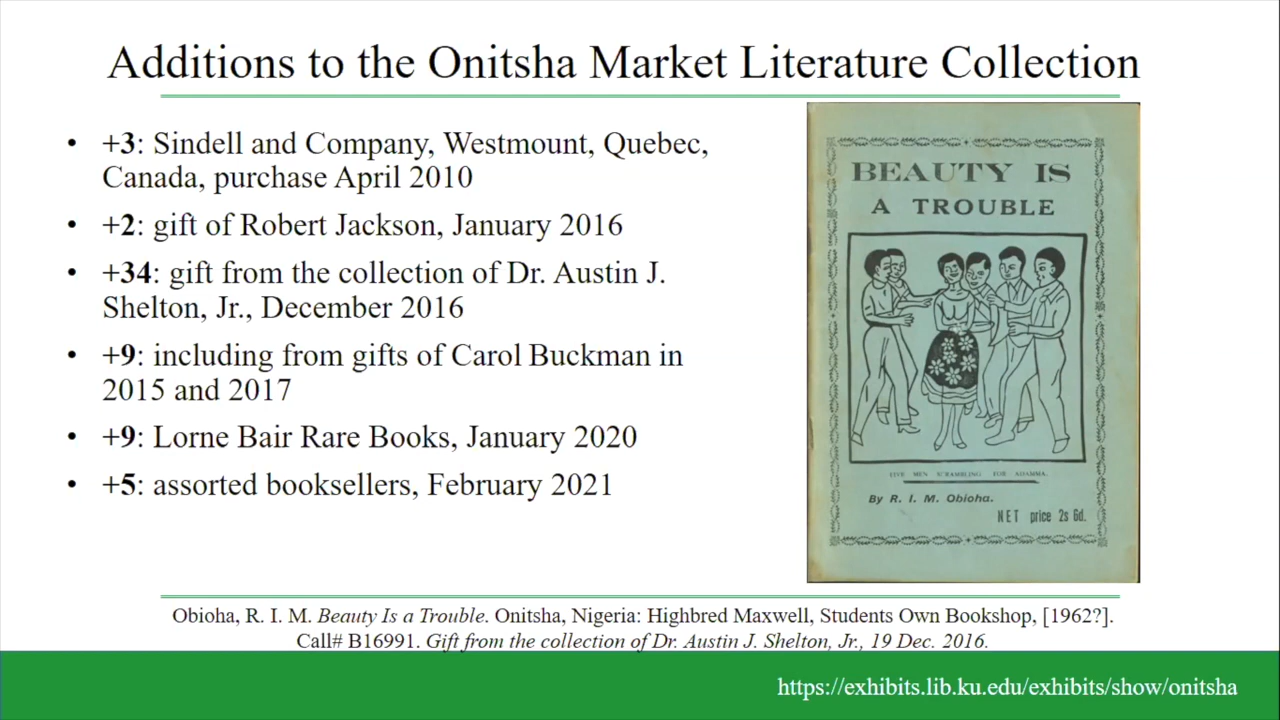 Additions to the Onitsha Market Literature Collection
• +3: Sindell and Company, Westmount, Quebec,
Canada, purchase April 2010
• +2: gift of Robert Jackson, January 2016
• +34: gift from the collection of Dr. Austin J.
Shelton, Jr., December 2016
• +9: including from gifts of Carol Buckman in
2015 and 2017
• +9: Lorne Bair Rare Books, January 2020
• +5: assorted booksellers, February 2021
BEAUTY IS
A TROUBLE
FIVE MEN SCRAMBLING FOR ADAMMA.
By R. I. M. Obioha.
NET price 2s 6d.
Obioha, R. I. M. Beauty Is a Trouble. Onitsha, Nigeria: Highbred Maxwell, Students Own Bookshop, [1962?].
Call# B16991. Gift from the collection of Dr. Austin J. Shelton, Jr., 19 Dec. 2016.
https://exhibits.lib.ku.edu/exhibits/show/onitsha